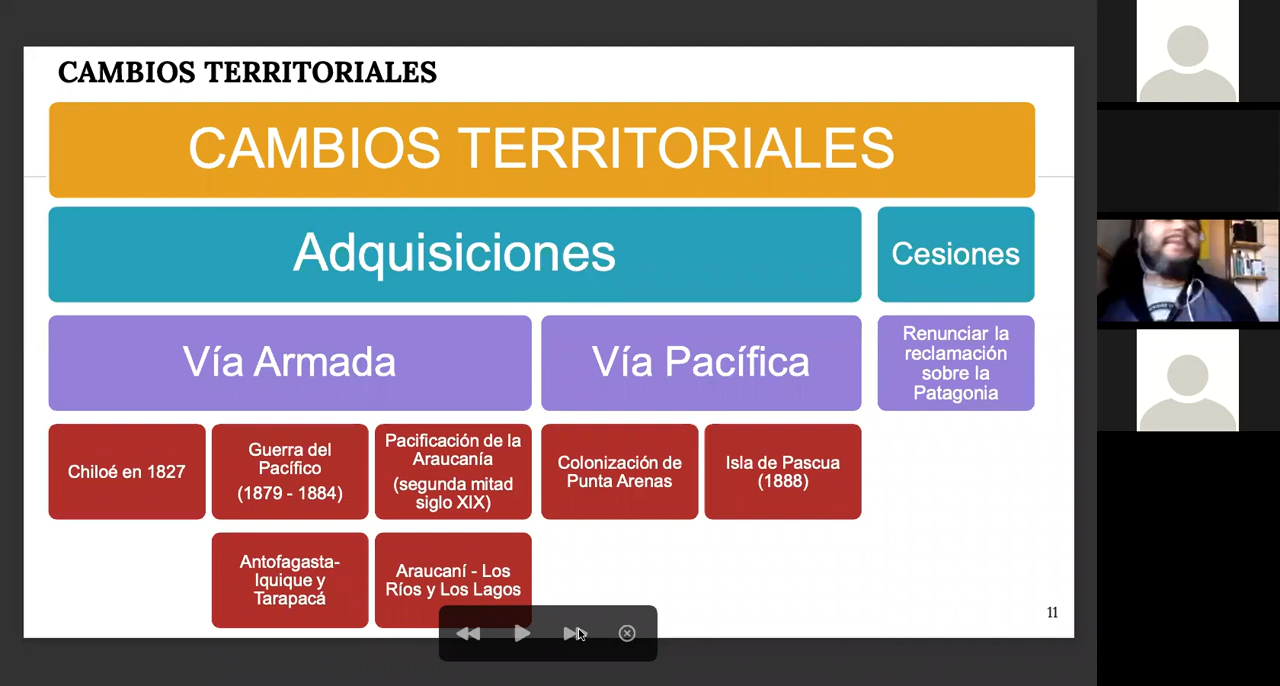 CAMBIOS TERRITORIALES
CAMBIOS TERRITORIALES
Adquisiciones
Cesiones
Vía Armada
Vía Pacífica
Renunciar la
reclamación
sobre la
Patagonia
Chiloé en 1827
Guerra del
Pacífico
(1879 - 1884)
Pacificación de la
Araucanía
(segunda mitad
siglo XIX)
Colonización de
Punta Arenas
Isla de Pascua
(1888)
Antofagasta-
Iquique y
Tarapacá
Araucaní - Los
Ríos y Los Lagos
11